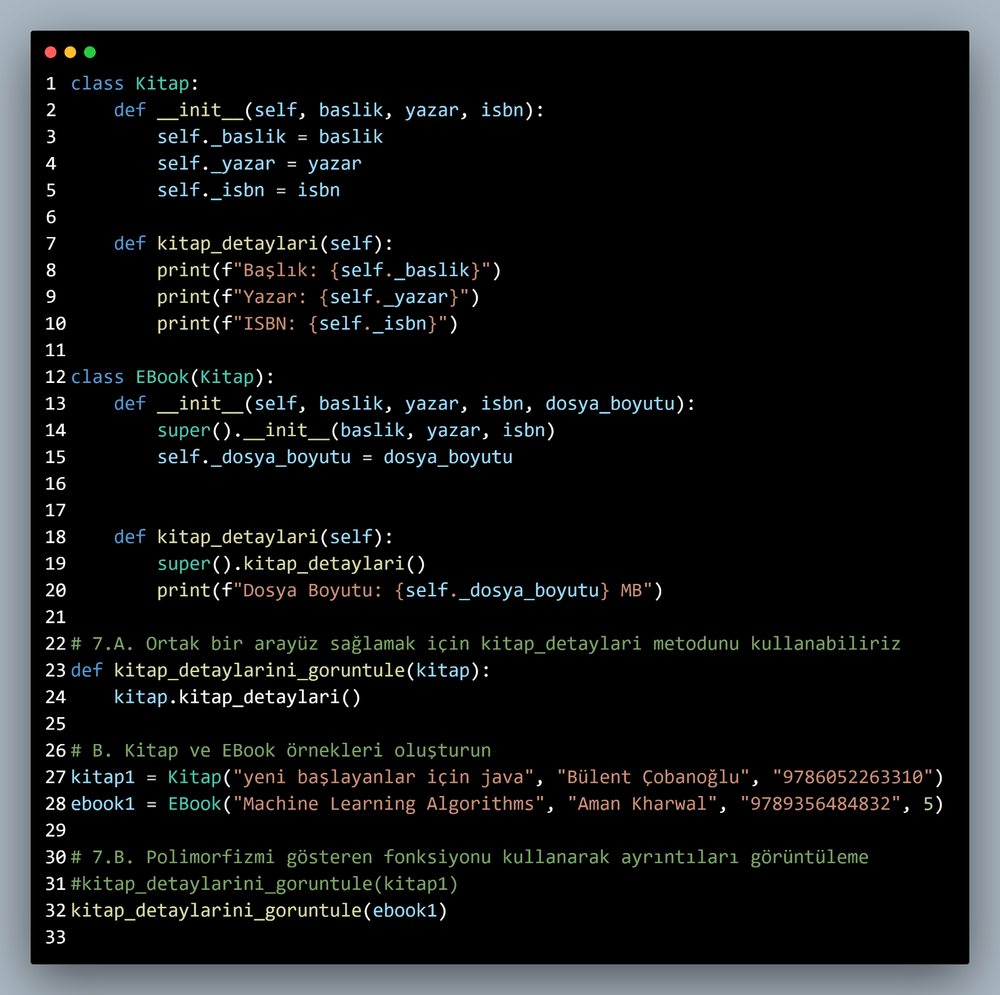 1 class Kitap:
2     def __init__(self, baslik, yazar, isbn):
3         self._baslik = baslik
4         self._yazar = yazar
5         self._isbn = isbn
6
7     def kitap_detaylari(self):
8         print(f"Başlık: {self._baslik}")
9         print(f"Yazar: {self._yazar}")
10         print(f"ISBN: {self._isbn}")
11
12 class EBook(Kitap):
13     def __init__(self, baslik, yazar, isbn, dosya_boyutu):
14         super().__init__(baslik, yazar, isbn)
15         self._dosya_boyutu = dosya_boyutu
16
17
18     def kitap_detaylari(self):
19         super().kitap_detaylari()
20         print(f"Dosya Boyutu: {self._dosya_boyutu} MB")
21
22 # 7.A. Ortak bir arayüz sağlamak için kitap_detaylari metodunu kullanabiliriz
23 def kitap_detaylarini_goruntule(kitap):
24     kitap.kitap_detaylari()
25
26 # B. Kitap ve EBook örnekleri oluşturun
27 kitap1 = Kitap("yeni başlayanlar için java", "Bülent Çobanoğlu", "9786052263310")
28 ebook1 = EBook("Machine Learning Algorithms", "Aman Kharwal", "9789356484832", 5)
29
30 # 7.B. Polimorfizmi gösteren fonksiyonu kullanarak ayrıntıları görüntüleme
31 #kitap_detaylarini_goruntule(kitap1)
32 kitap_detaylarini_goruntule(ebook1)
33